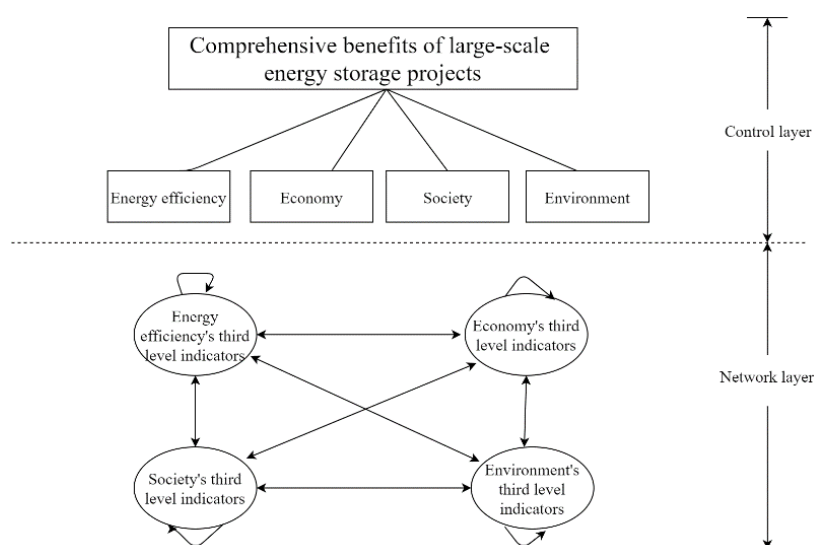 Comprehensive benefits of large-scale
energy storage projects
Control layer
Energy efficiency
Economy
Society
Environment
Energy
efficiency's third
level indicators
Economy's third
level indicators
Network layer
Society's third
level indicators
Environment's
third level
indicators